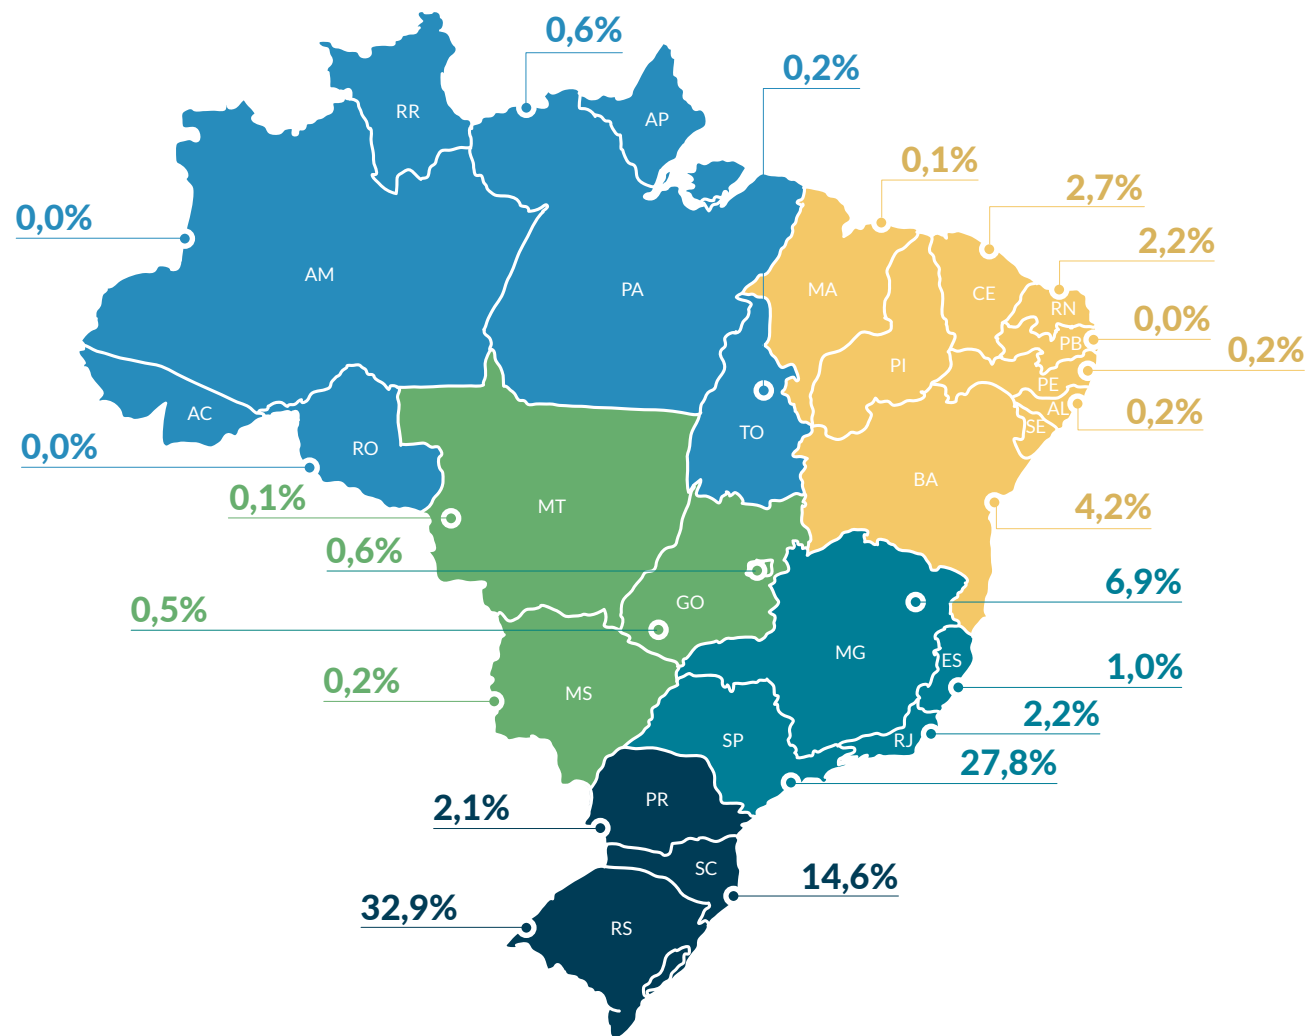 0,6%
0,2%
RR
AP
0,1%
2,7%
0,0%
2,2%
AM
PA
MA
CE
RN
0,0%
PB
0,2%
PI
PE
AC
TO
AL
0,2%
SE
0,0%
RO
BA
0,1%
MT
4,2%
0,6%
6,9%
0,5%
GO
MG
ES
1,0%
0,2%
MS
2,2%
SP
RJ
27,8%
2,1%
PR
SC
14,6%
32,9%
RS